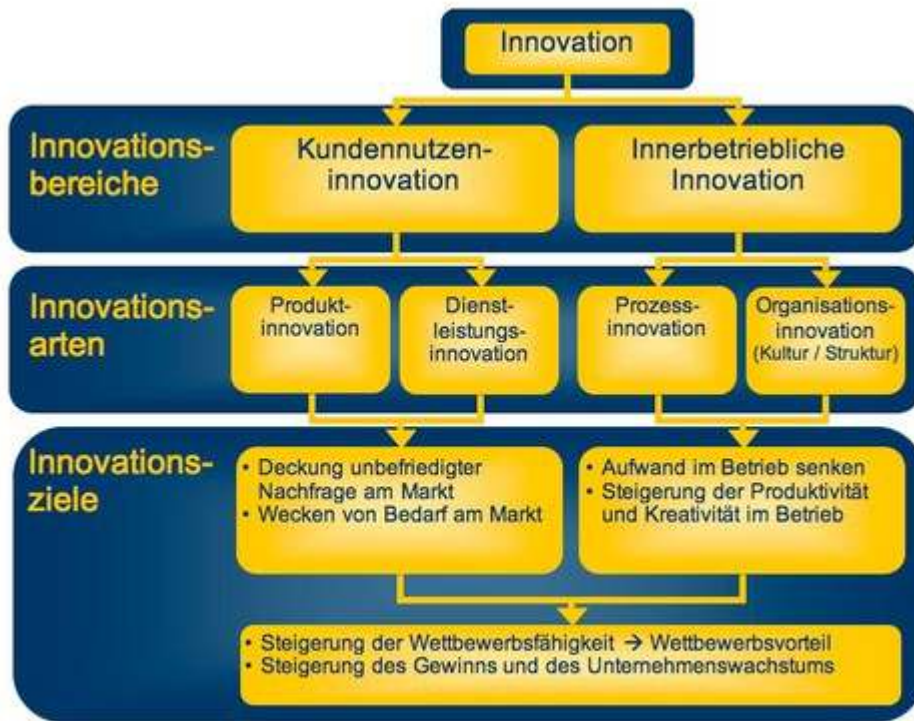 Innovation
Innovations-
bereiche
Kundennutzen-
innovation
Innerbetriebliche
Innovation
Innovations-
arten
Produkt-
innovation
Dienst-
leistungs-
innovation
Prozess-
innovation
Organisations-
innovation
(Kultur / Struktur)
Innovations-
ziele
• Deckung unbefriedigter
Nachfrage am Markt
• Wecken von Bedarf am Markt
• Aufwand im Betrieb senken
• Steigerung der Produktivität
und Kreativität im Betrieb
• Steigerung der Wettbewerbsfähigkeit → Wettbewerbsvorteil
• Steigerung des Gewinns und des Unternehmenswachstums